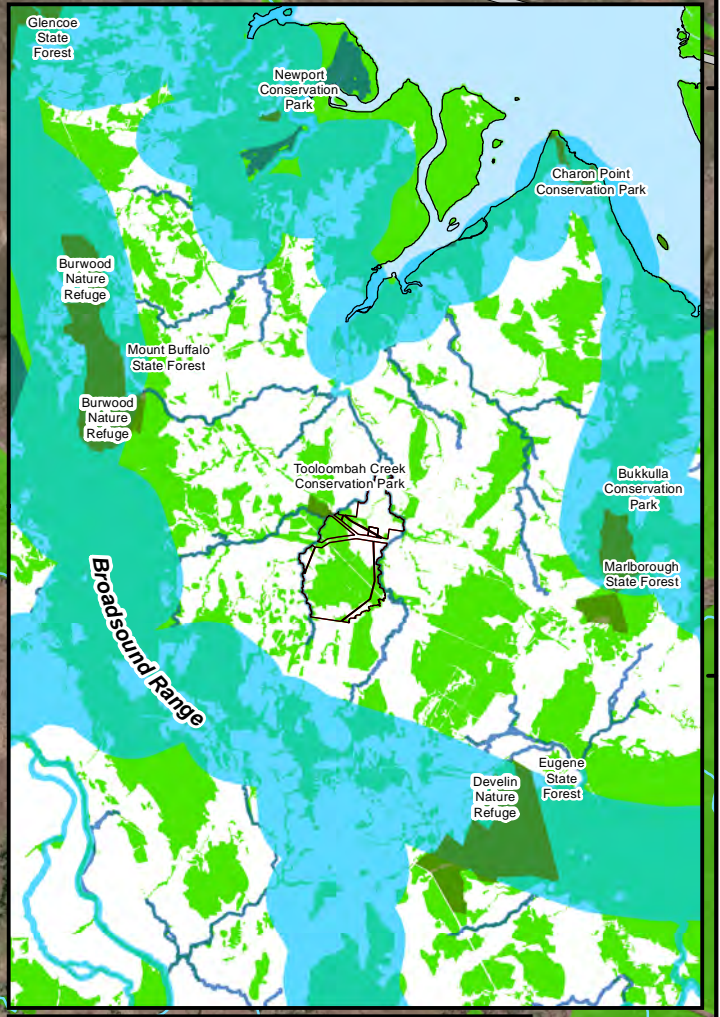 Glencoe
State
Forest
Newport
Conservation
Park
Charon Point
Conservation Park
Burwood
Nature
Refuge
Mount Buffalo
State Forest
Burwood
Nature
Refuge
Tooloombah Creek
Conservation Park
Bukkulla
Conservation
Park
Marlborough
State Forest
Broadsound Range
Eugene
State
Forest
Develin
Nature
Refuge